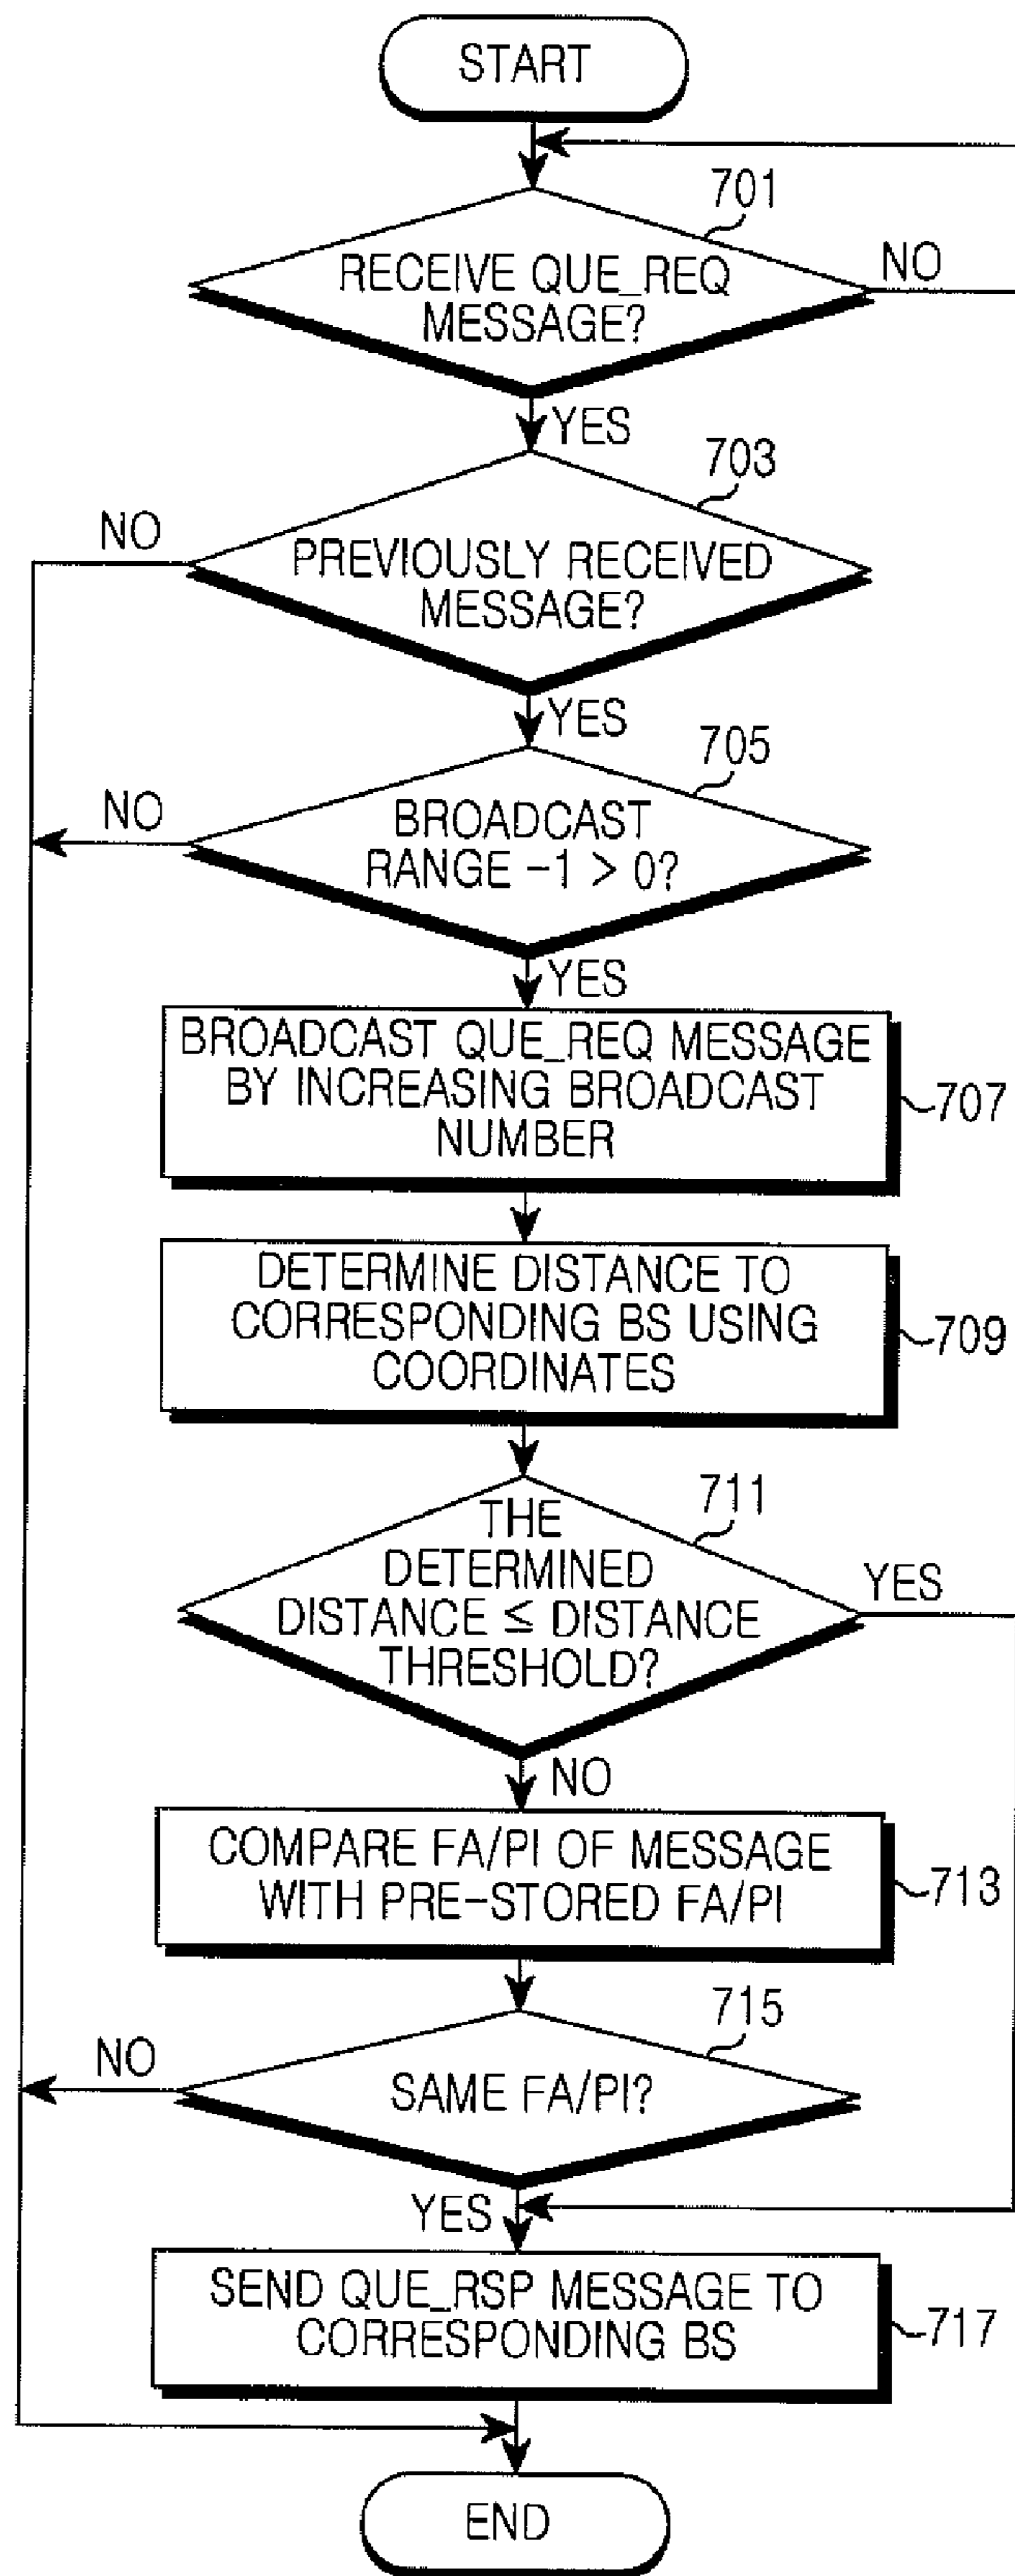 START
701
RECEIVE QUE_REQ
MESSAGE?
NO
YES
703
NO
PREVIOUSLY RECEIVED
MESSAGE?
YES
705
NO
BROADCAST
RANGE -1 > 0?
YES
BROADCAST QUE_REQ MESSAGE
BY INCREASING BROADCAST
NUMBER
707
DETERMINE DISTANCE TO
CORRESPONDING BS USING
COORDINATES
709
711
THE
DETERMINED
DISTANCE ≤ DISTANCE
THRESHOLD?
YES
NO
COMPARE FA/PI OF MESSAGE
WITH PRE-STORED FA/PI
713
715
NO
SAME FA/PI?
YES
SEND QUE_RSP MESSAGE TO
CORRESPONDING BS
717
END